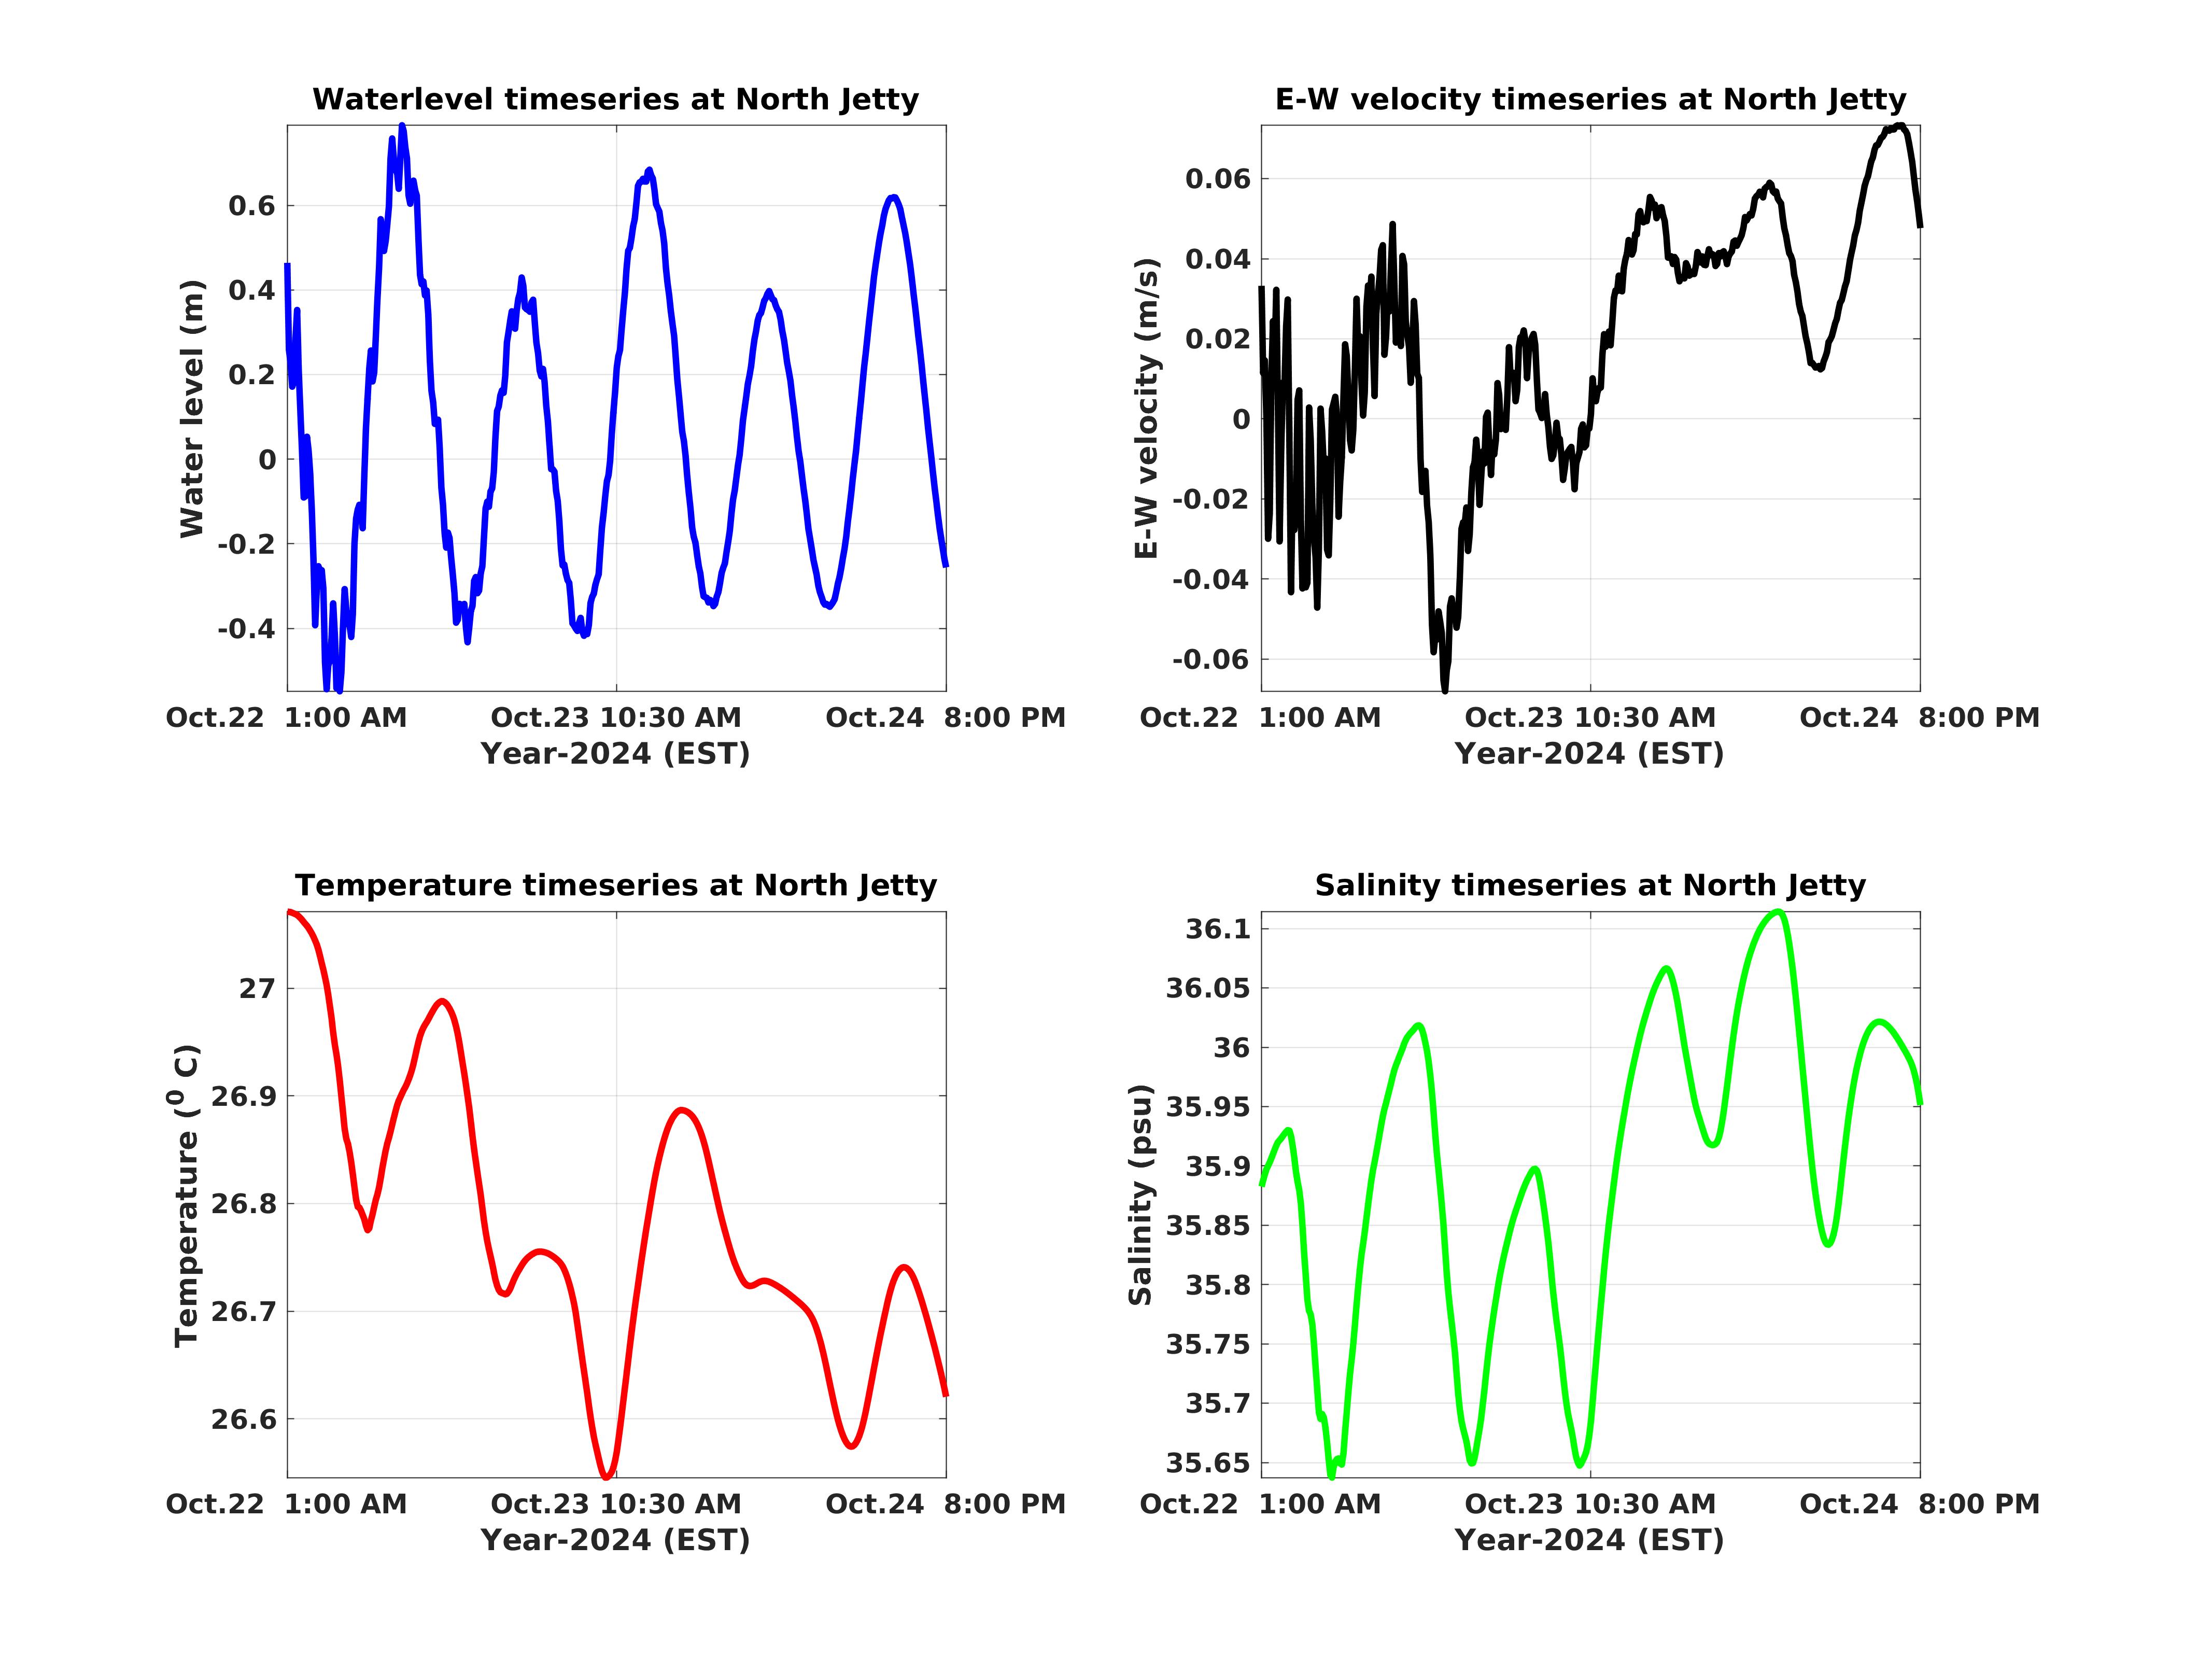 Waterlevel timeseries at North Jetty
0.6
0.4
0.2
0
-0.2
-0.4
Water level (m)
Oct.22 1:00 AM Oct.23 10:30 AM Oct.24 8:00 PM
Year-2024 (EST)
E-W velocity timeseries at North Jetty
0.06
0.04
0.02
0
-0.02
-0.04
-0.06
E-W velocity (m/s)
Oct.22 1:00 AM Oct.23 10:30 AM Oct.24 8:00 PM
Year-2024 (EST)
Temperature timeseries at North Jetty
27
26.9
26.8
26.7
26.6
Temperature (⁰ C)
Oct.22 1:00 AM Oct.23 10:30 AM Oct.24 8:00 PM
Year-2024 (EST)
Salinity timeseries at North Jetty
36.1
36.05
36
35.95
35.9
35.85
35.8
35.75
35.7
35.65
Salinity (psu)
Oct.22 1:00 AM Oct.23 10:30 AM Oct.24 8:00 PM
Year-2024 (EST)